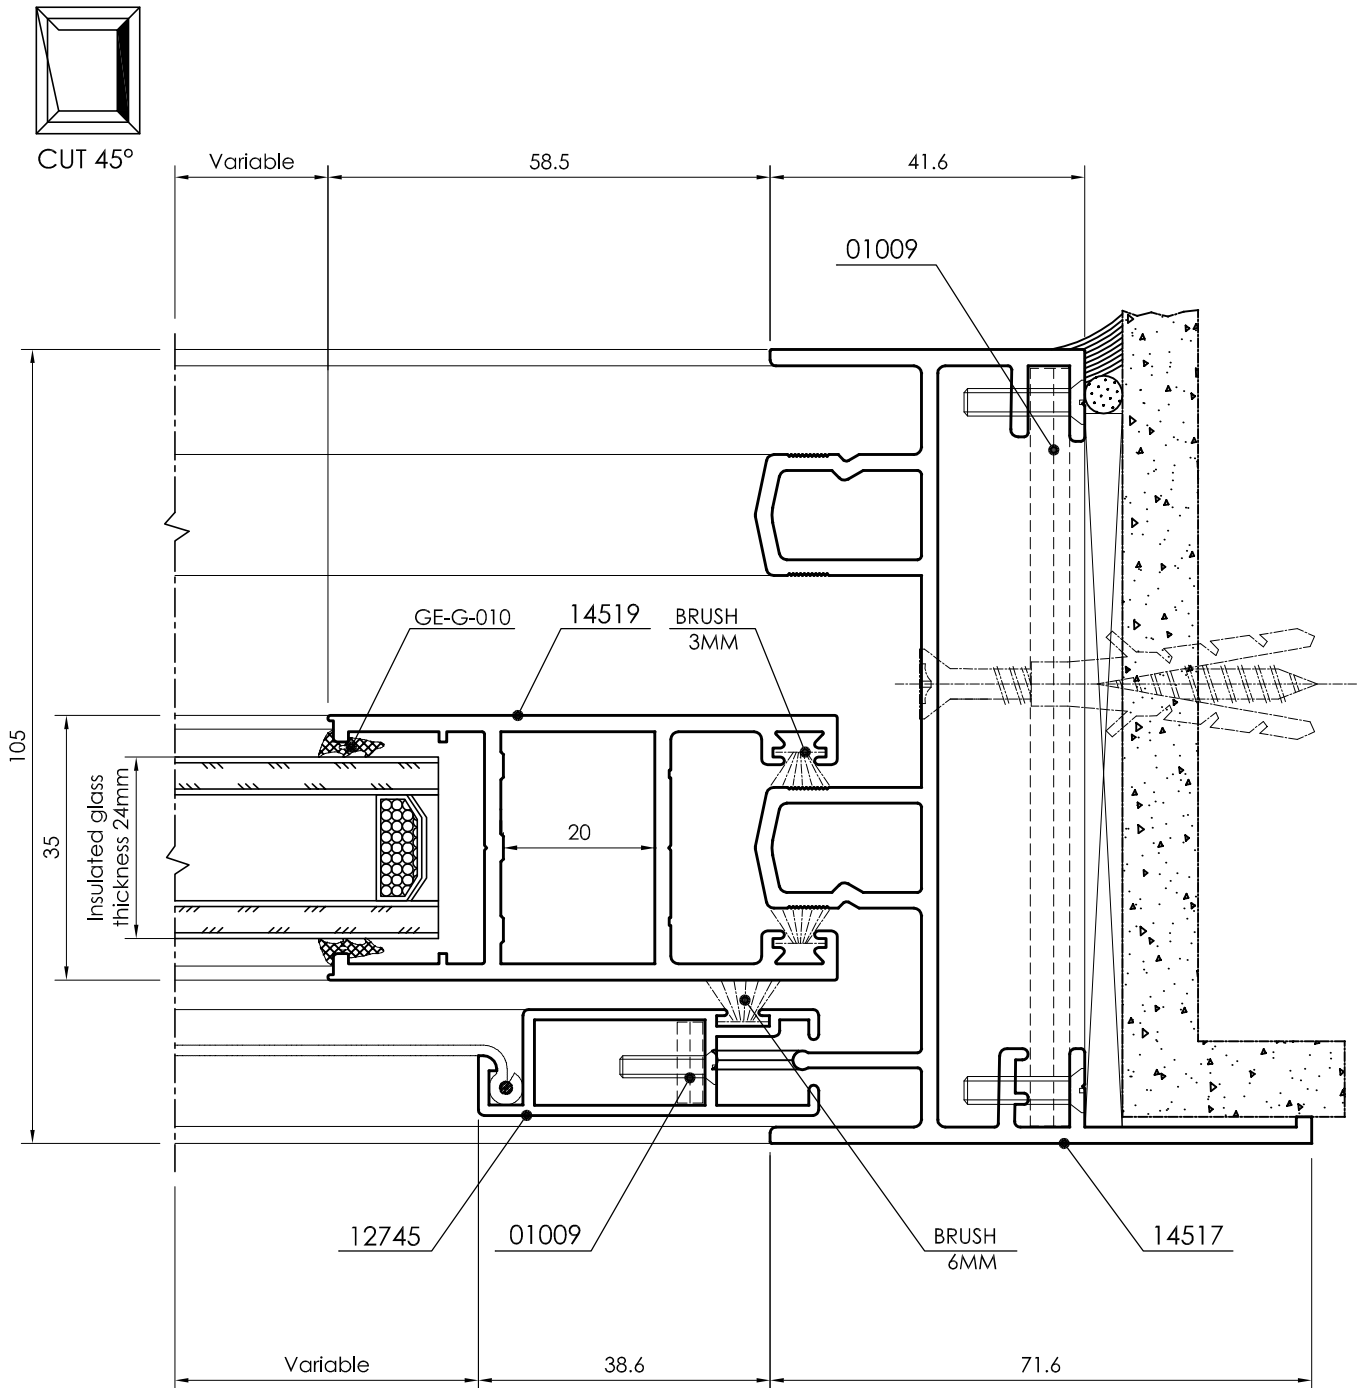 CUT 45°
Variable
58.5
41.6
01009
GE-G-010
14519
BRUSH
3MM
105
35
Insulated glass
thickness 24mm
20
12745
01009
BRUSH
6MM
14517
Variable
38.6
71.6